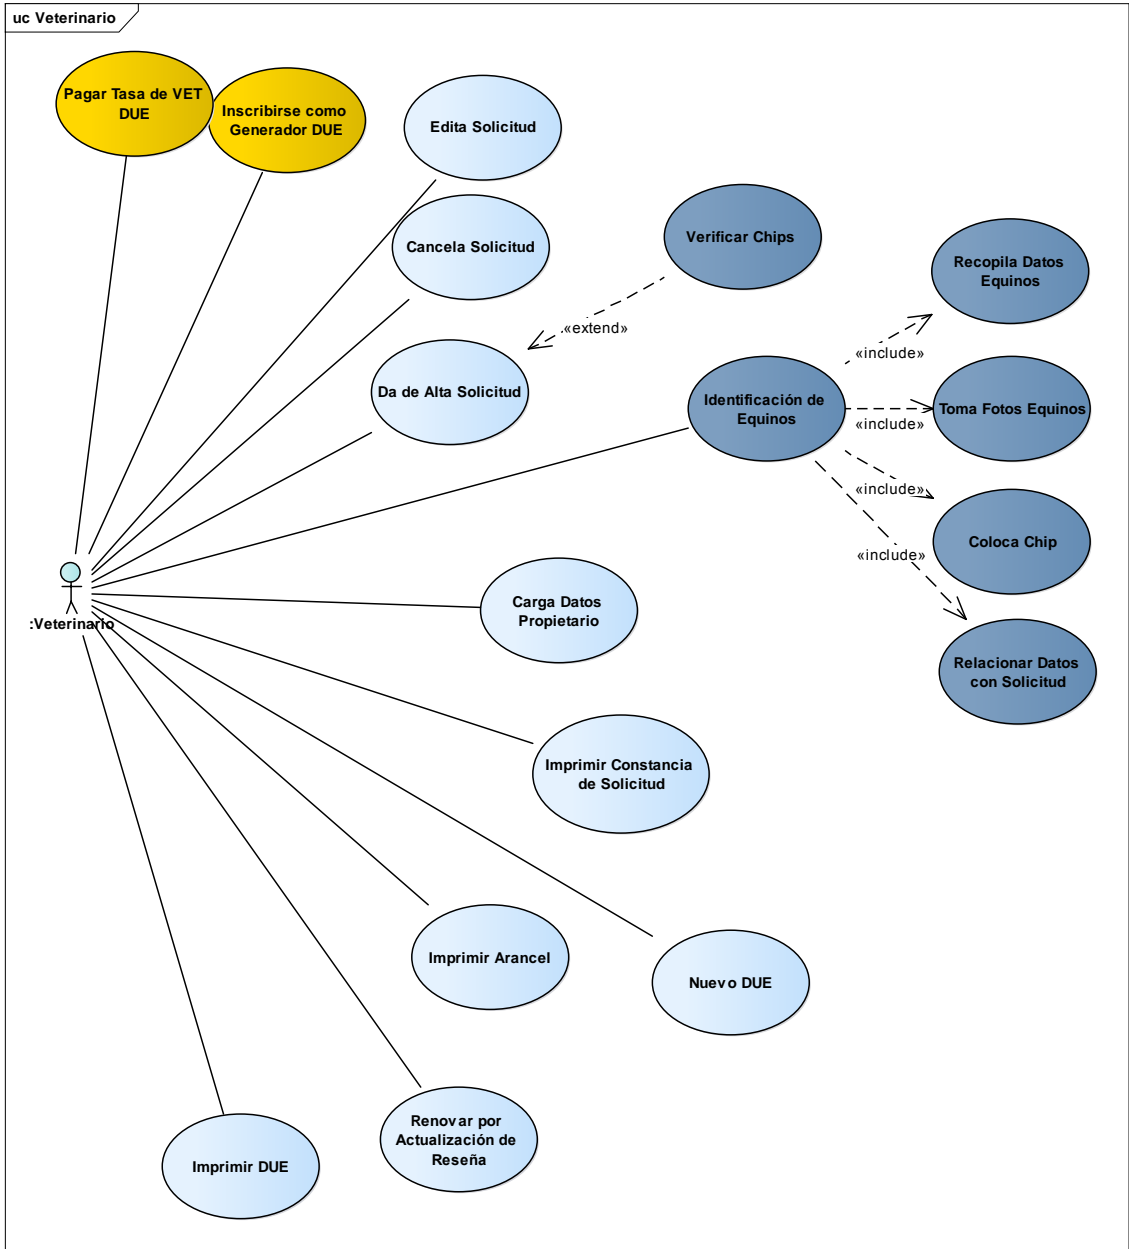 uc Veterinario
Pagar Tasa de VET
DUE
Inscribirse como
Generador DUE
Edita Solicitud
Cancela Solicitud
Verificar Chips
Recopila Datos
Equinos
«extend»
«include»
Da de Alta Solicitud
Identificación de
Equinos
Toma Fotos Equinos
«include»
«include»
Coloca Chip
«include»
:Veterinario
Carga Datos
Propietario
Relacionar Datos
con Solicitud
Imprimir Constancia
de Solicitud
Imprimir Arancel
Nuevo DUE
Renovar por
Actualización de
Reseña
Imprimir DUE